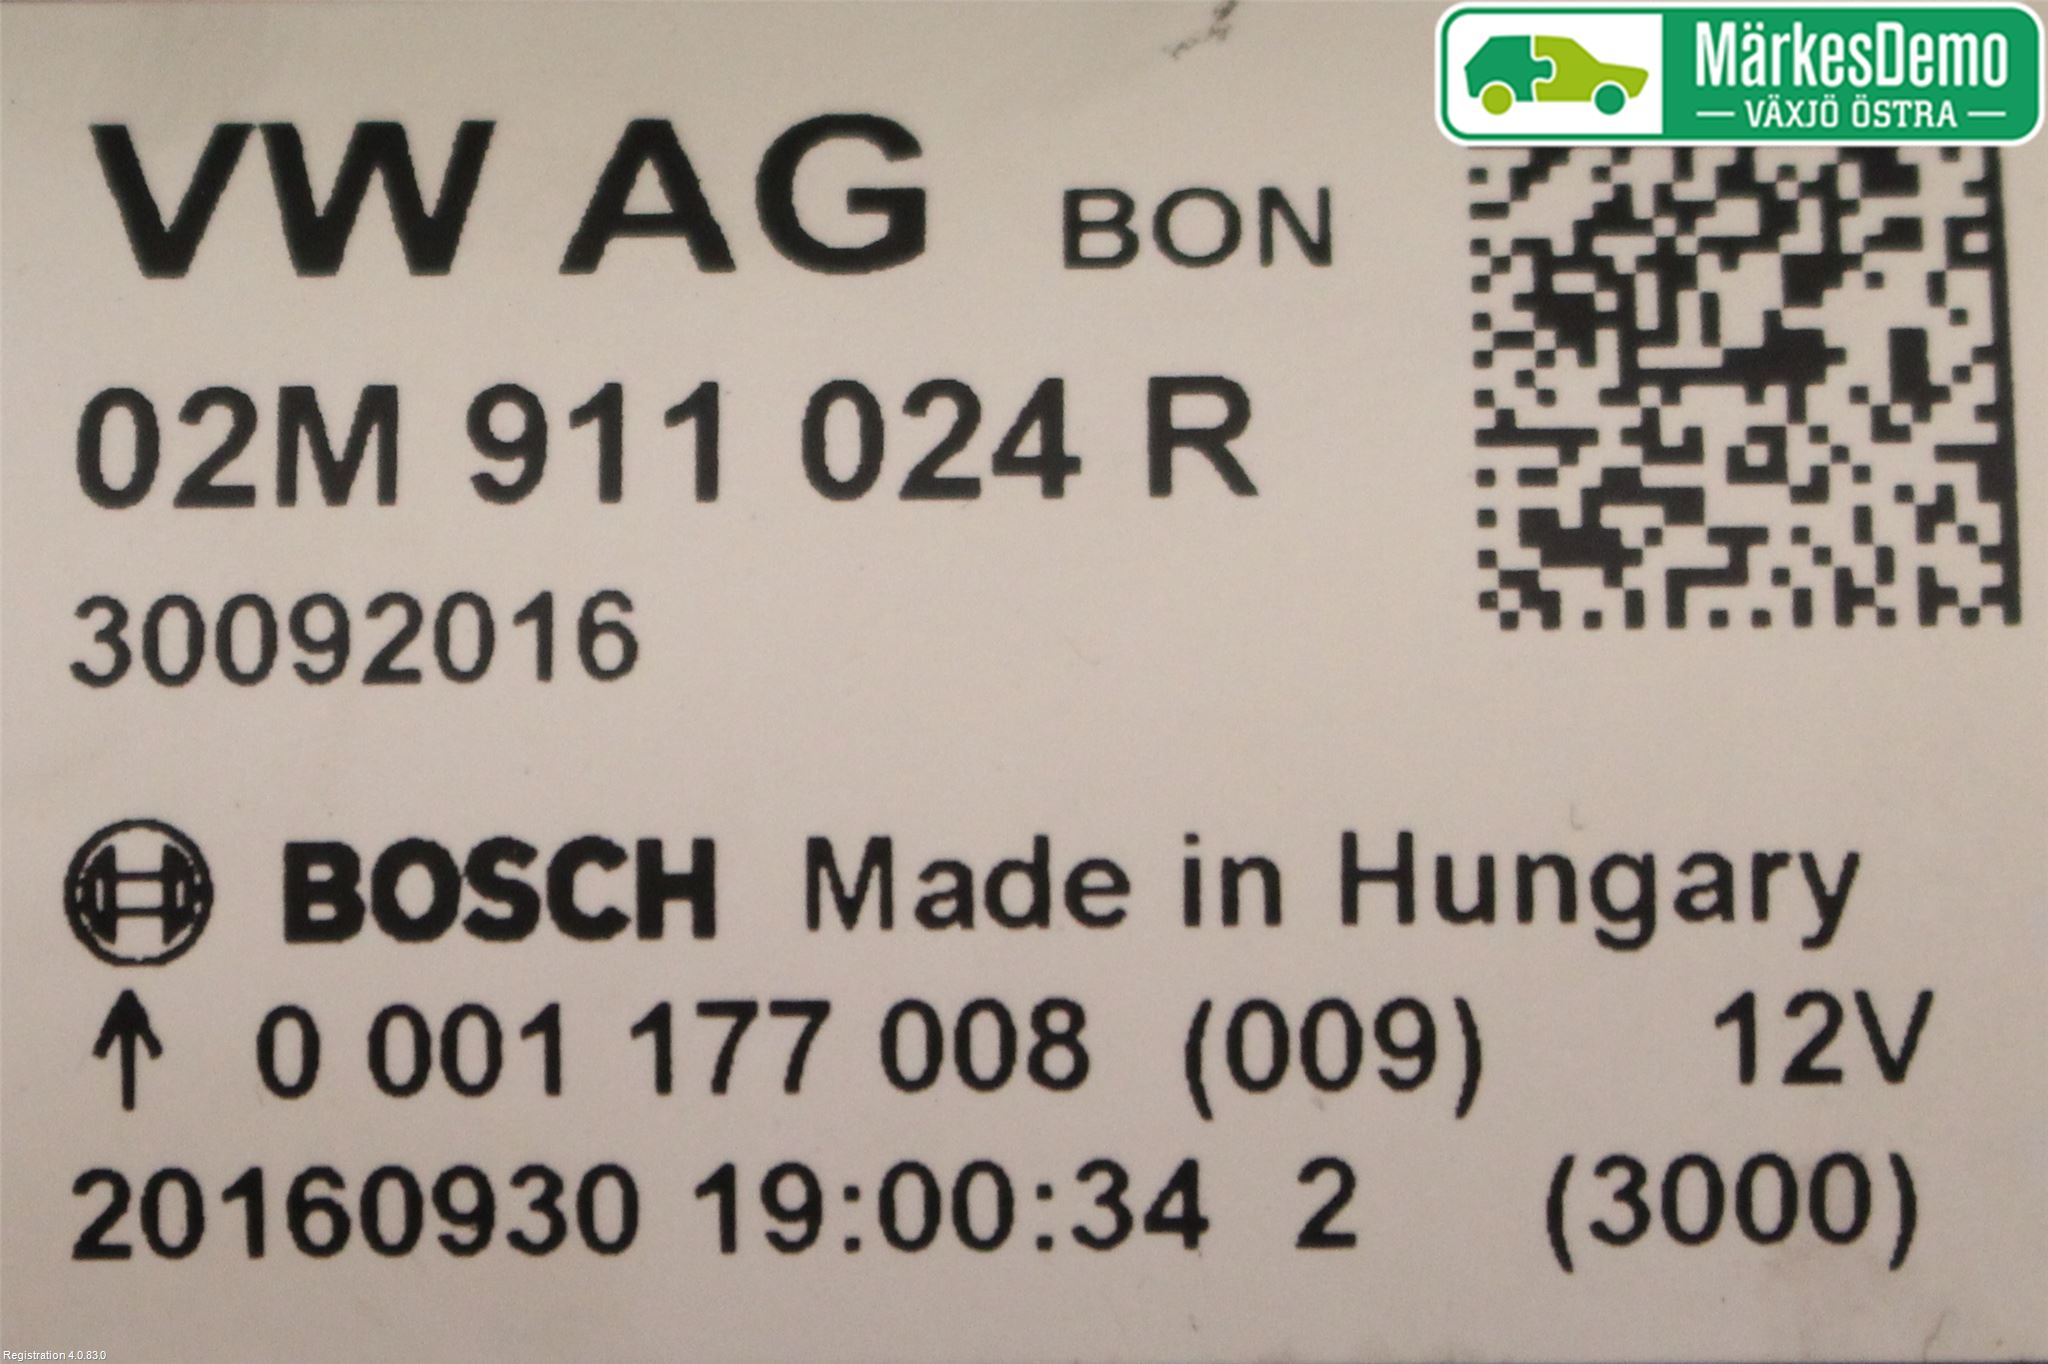 MärkesDemo
VÄXJÖ ÖSTRA
VW AG BON
02M 911 024 R
30092016
BOSCH Made in Hungary
↑ 0 001 177 008 (009) 12V
20160930 19:00:34 2 (3000)
Registration 4.0.83.0